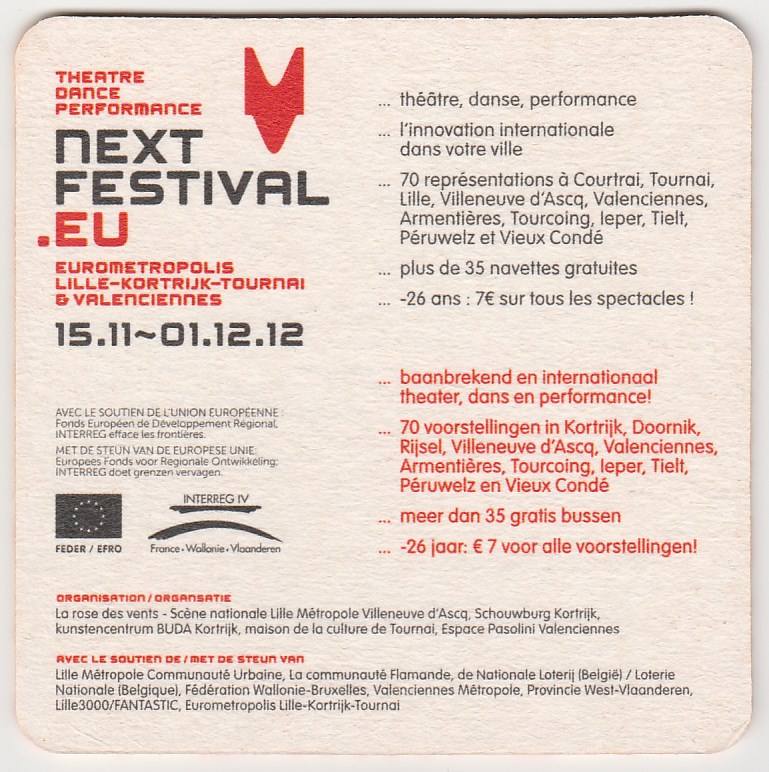 THEATRE
DANCE
PERFORMANCE
NEXT
FESTIVAL
.EU
EUROMETROPOLIS
LILLE-KORTRIJK-TOURNAI
& VALENCIENNES
15.11~01.12.12
... théâtre, danse, performance
... l'innovation internationale
dans votre ville
... 70 représentations à Courtrai, Tournai,
Lille, Villeneuve d'Ascq, Valenciennes,
Armentières, Tourcoing, Ieper, Tielt,
Péruwelz et Vieux Condé
... plus de 35 navettes gratuites
... -26 ans : 7€ sur tous les spectacles !
... baanbrekend en internationaal
theater, dans en performance!
... 70 voorstellingen in Kortrijk, Doornik,
Rijsel, Villeneuve d'Ascq, Valenciennes,
Armentières, Tourcoing, Ieper, Tielt,
Péruwelz en Vieux Condé
... meer dan 35 gratis bussen
... -26 jaar: € 7 voor alle voorstellingen!
AVEC LE SOUTIEN DE L'UNION EUROPÉENNE :
Fonds Européen de Développement Régional,
INTERREG efface les frontières.
MET DE STEUN VAN DE EUROPESE UNIE:
Europees Fonds voor Regionale Ontwikkeling;
INTERREG doet grenzen vervagen.
FEDER / EFRO
INTERREG IV
France • Wallonie • Vlaanderen
ORGANISATION / ORGANSATIE
La rose des vents - Scène nationale Lille Métropole Villeneuve d'Ascq, Schouwburg Kortrijk,
kunstencentrum BUDA Kortrijk, maison de la culture de Tournai, Espace Pasolini Valenciennes
AVEC LE SOUTIEN DE / MET DE STEUN VAN
Lille Métropole Communauté Urbaine, La communauté Flamande, de Nationale Loterij (België) / Loterie
Nationale (Belgique), Fédération Wallonie-Bruxelles, Valenciennes Métropole, Provincie West-Vlaanderen,
Lille3000/FANTASTIC, Eurometropolis Lille-Kortrijk-Tournai